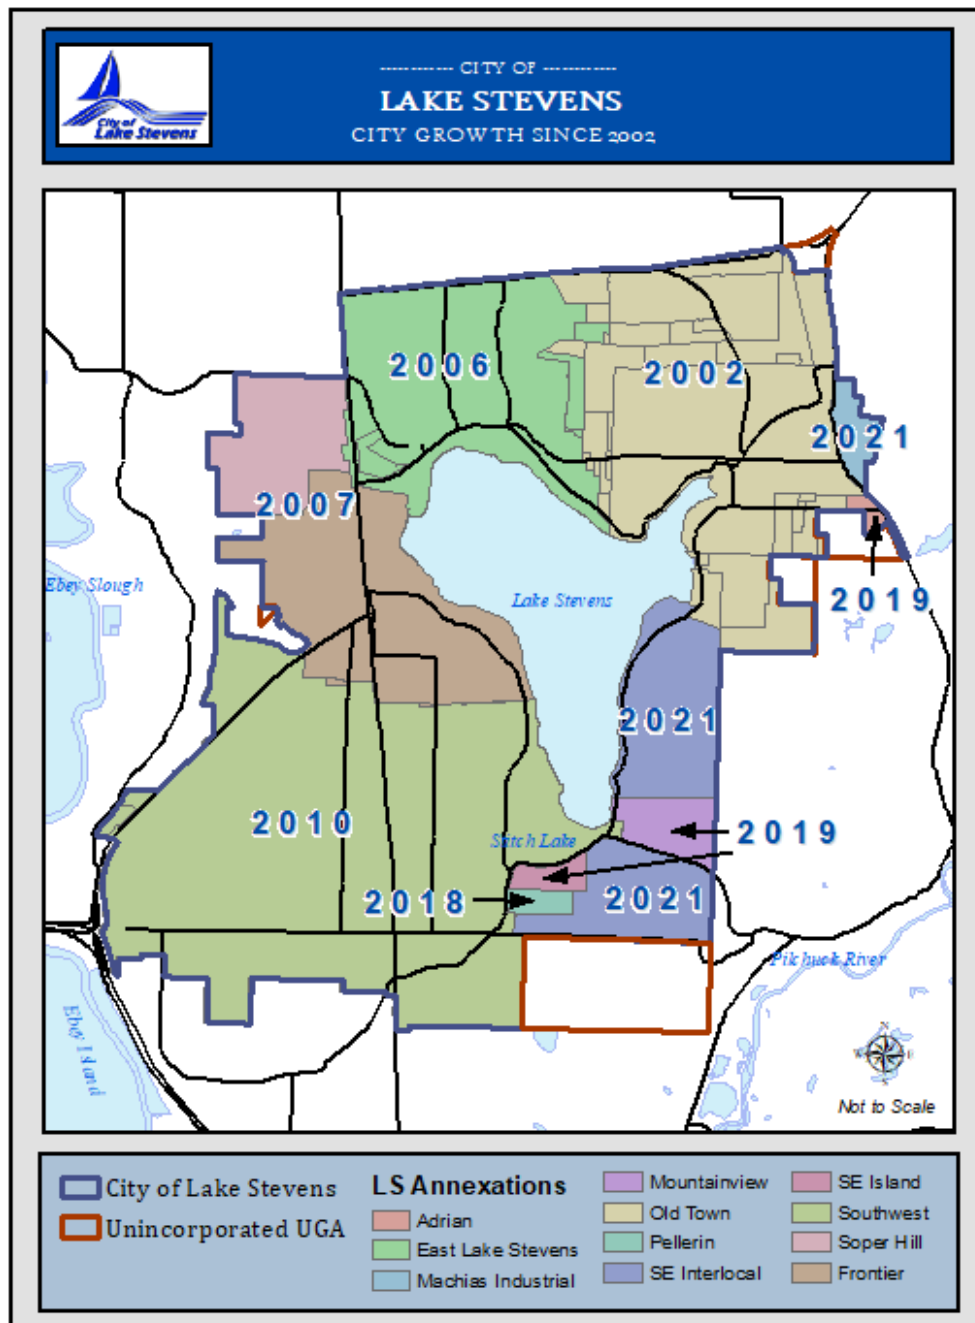 City of
Lake Stevens
------------ CITY OF ------------
LAKE STEVENS
CITY GROWTH SINCE 2002
2006
2002
2021
2007
Ebey Slough
Lake Stevens
2019
2021
2010
2019
Stitch Lake
2018
2021
Pilchuck River
Ebey Island
N
W
E
S
Not to Scale
City of Lake Stevens
Unincorporated UGA
LS Annexations
Adrian
East Lake Stevens
Machias Industrial
Mountainview
Old Town
Pellerin
SE Interlocal
SE Island
Southwest
Soper Hill
Frontier